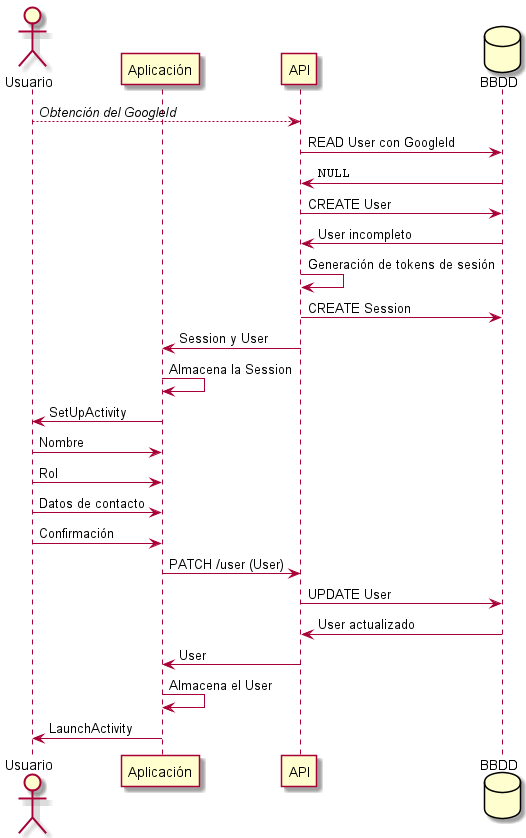 Usuario
Aplicación
API
BBDD
Obtención del GoogleId
READ User con GoogleId
NULL
CREATE User
User incompleto
Generación de tokens de sesión
CREATE Session
Session y User
Almacena la Session
SetUpActivity
Nombre
Rol
Datos de contacto
Confirmación
PATCH /user (User)
UPDATE User
User actualizado
User
Almacena el User
LaunchActivity
Usuario
Aplicación
API
BBDD